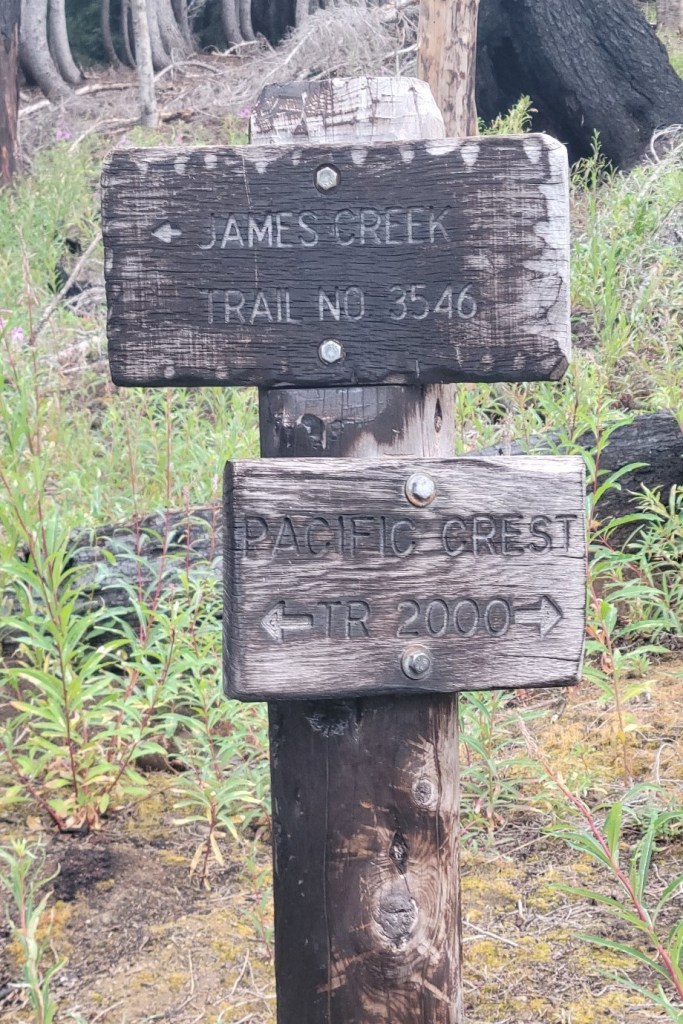 JAMES CREEK
TRAIL NO 3546
PACIFIC CREST
TR 2000